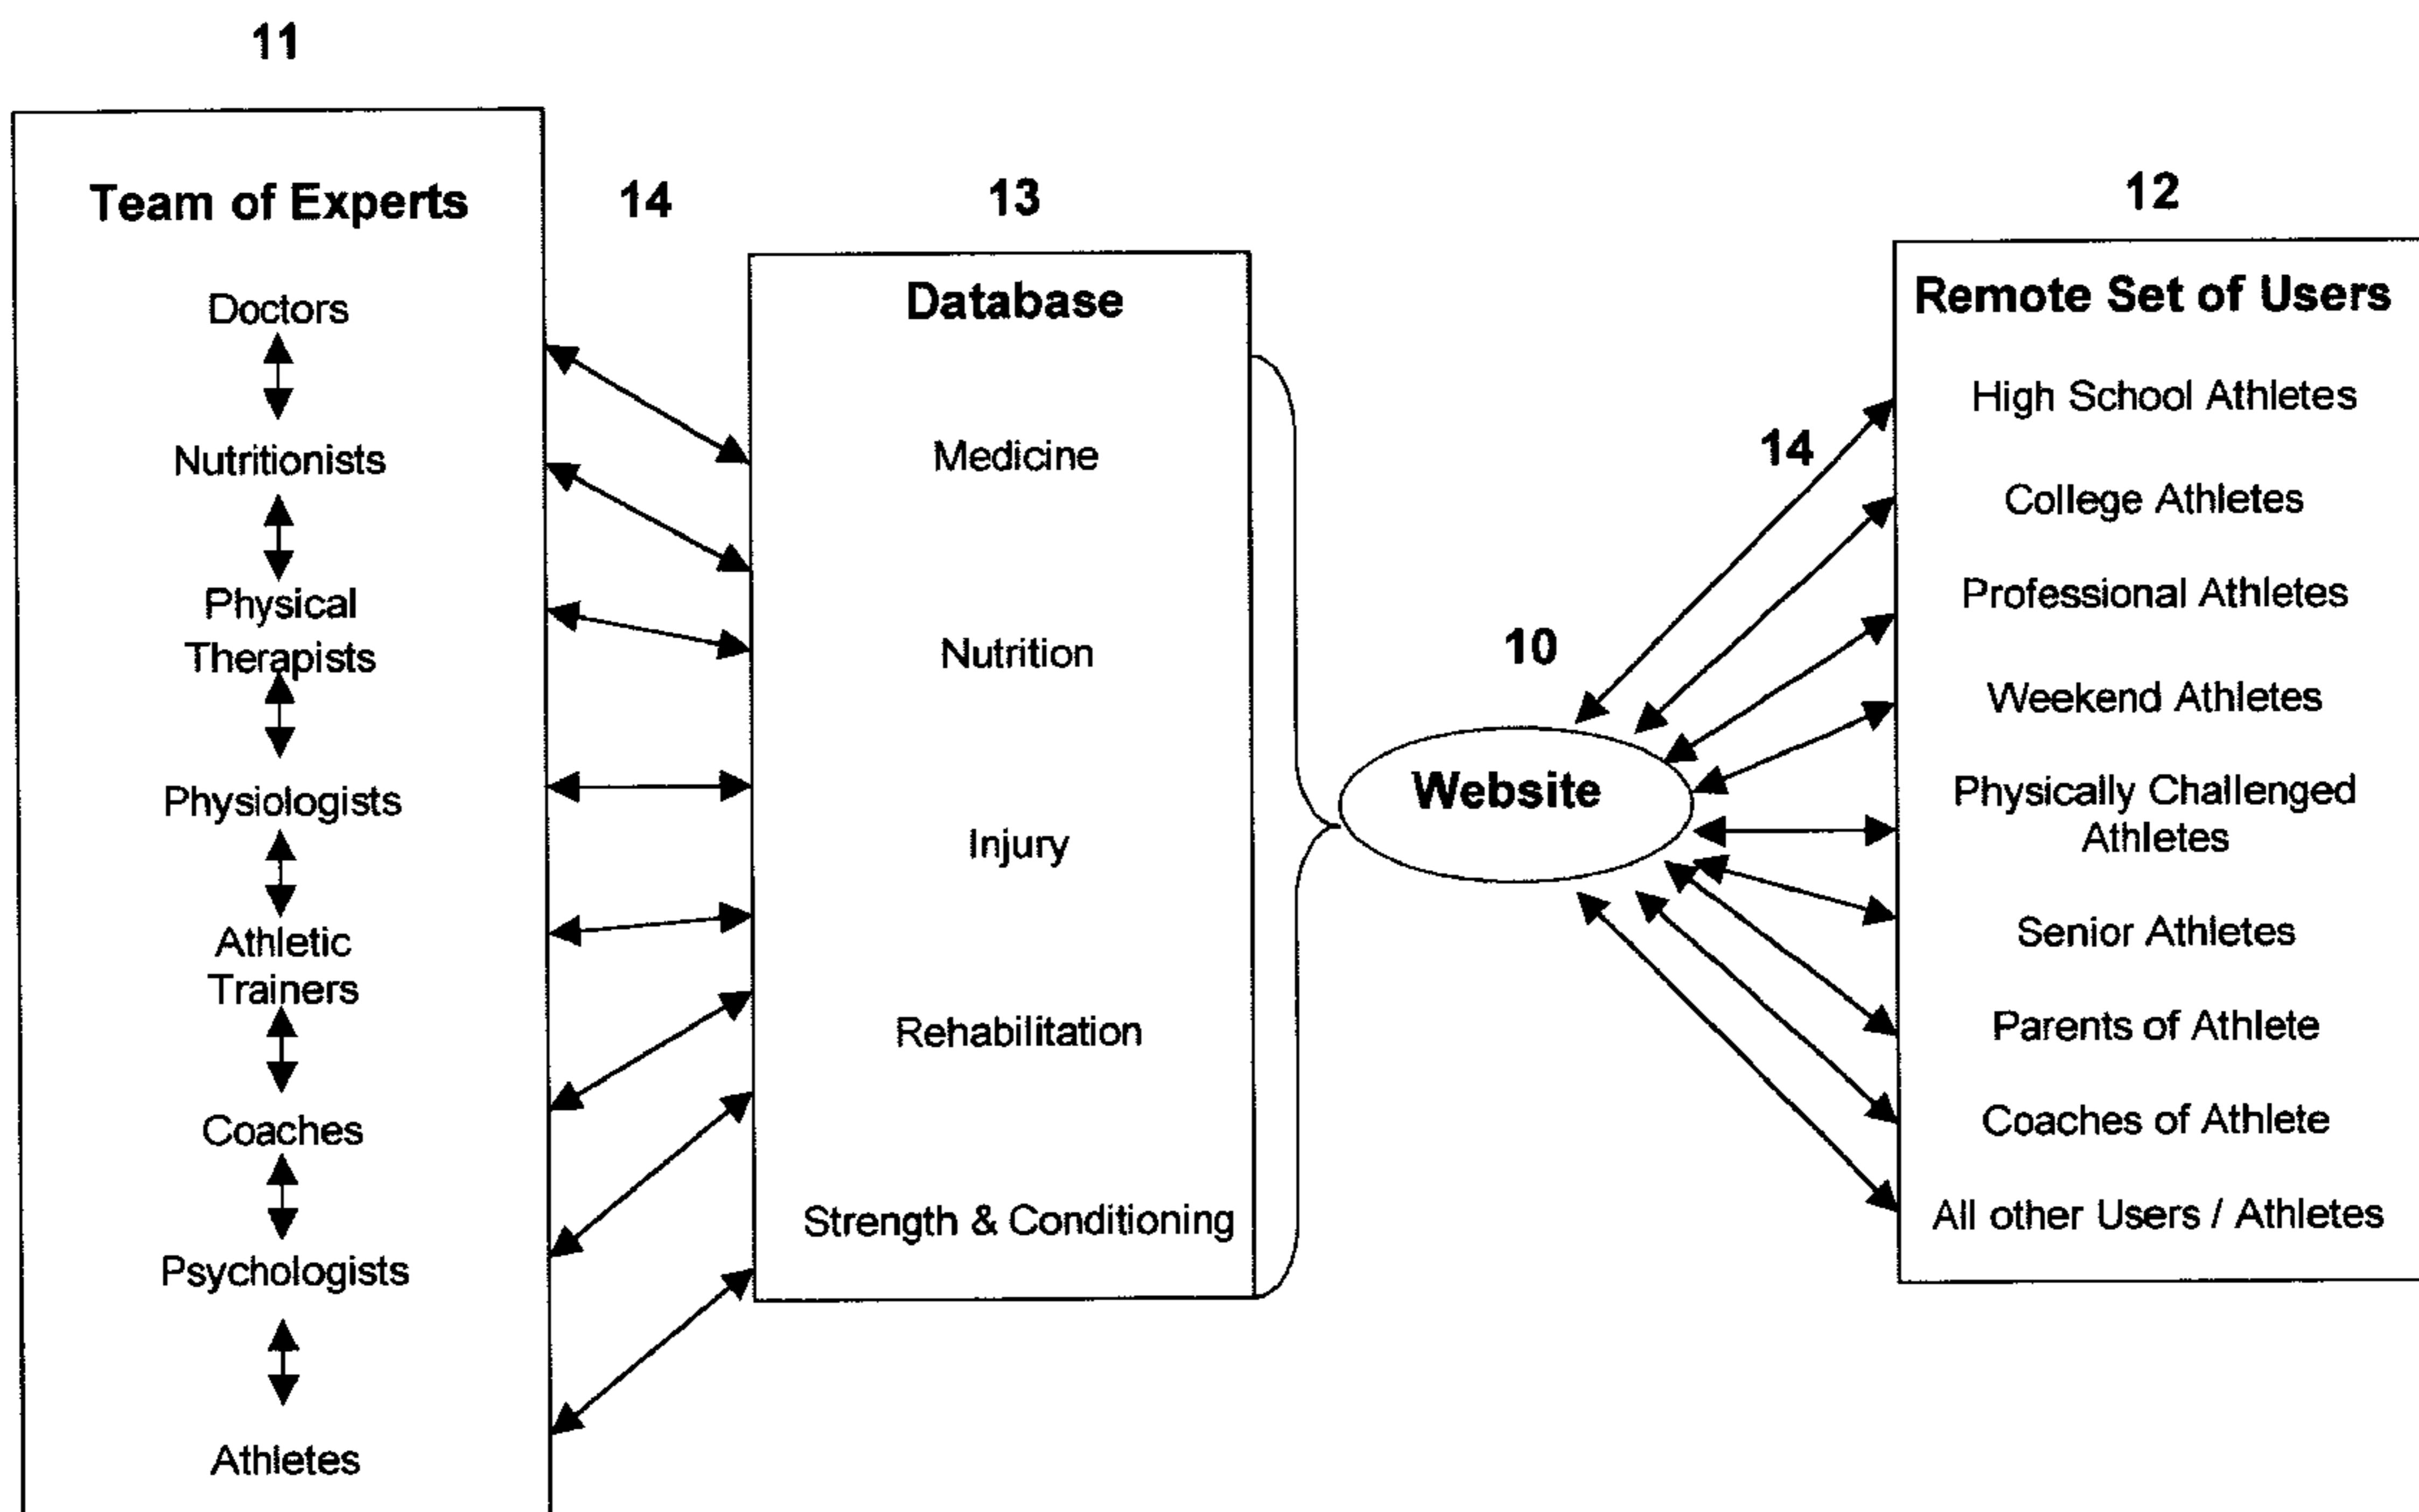 11
Team of Experts
Doctors
Nutritionists
Physical
Therapists
Physiologists
Athletic
Trainers
Coaches
Psychologists
Athletes
14
13
Database
Medicine
Nutrition
Injury
Rehabilitation
Strength & Conditioning
10
Website
14
12
Remote Set of Users
High School Athletes
College Athletes
Professional Athletes
Weekend Athletes
Physically Challenged
Athletes
Senior Athletes
Parents of Athlete
Coaches of Athlete
All other Users / Athletes